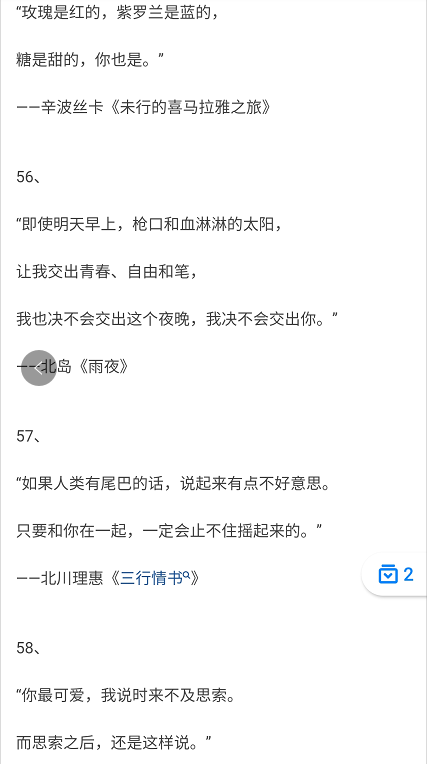 “玫瑰是红的，紫罗兰是蓝的，
糖是甜的，你也是。”
——辛波丝卡《未行的喜马拉雅之旅》
56、
“即使明天早上，枪口和血淋淋的太阳，
让我交出青春、自由和笔，
我也决不会交出这个夜晚，我决不会交出你。”
——北岛《雨夜》
57、
“如果人类有尾巴的话，说起来有点不好意思。
只要和你在一起，一定会止不住摇起来的。”
——北川理惠《三行情书》
2
58、
“你最可爱，我说时来不及思索。
而思索之后，还是这样说。”